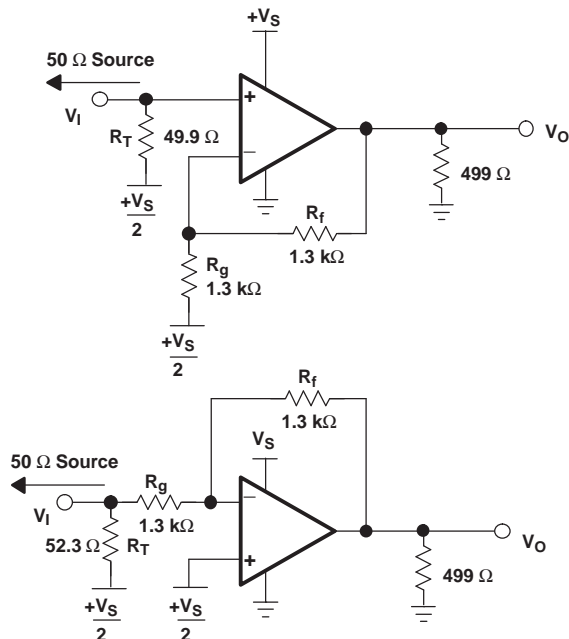 +VS
50 Ω Source
VI
+
RT
49.9 Ω
−
VO
499 Ω
+VS
2
Rf
1.3 kΩ
Rg
1.3 kΩ
+VS
2
Rf
1.3 kΩ
VS
50 Ω Source
Rg
VI
1.3 kΩ
−
VO
52.3 Ω
RT
+
499 Ω
+VS
2
+VS
2